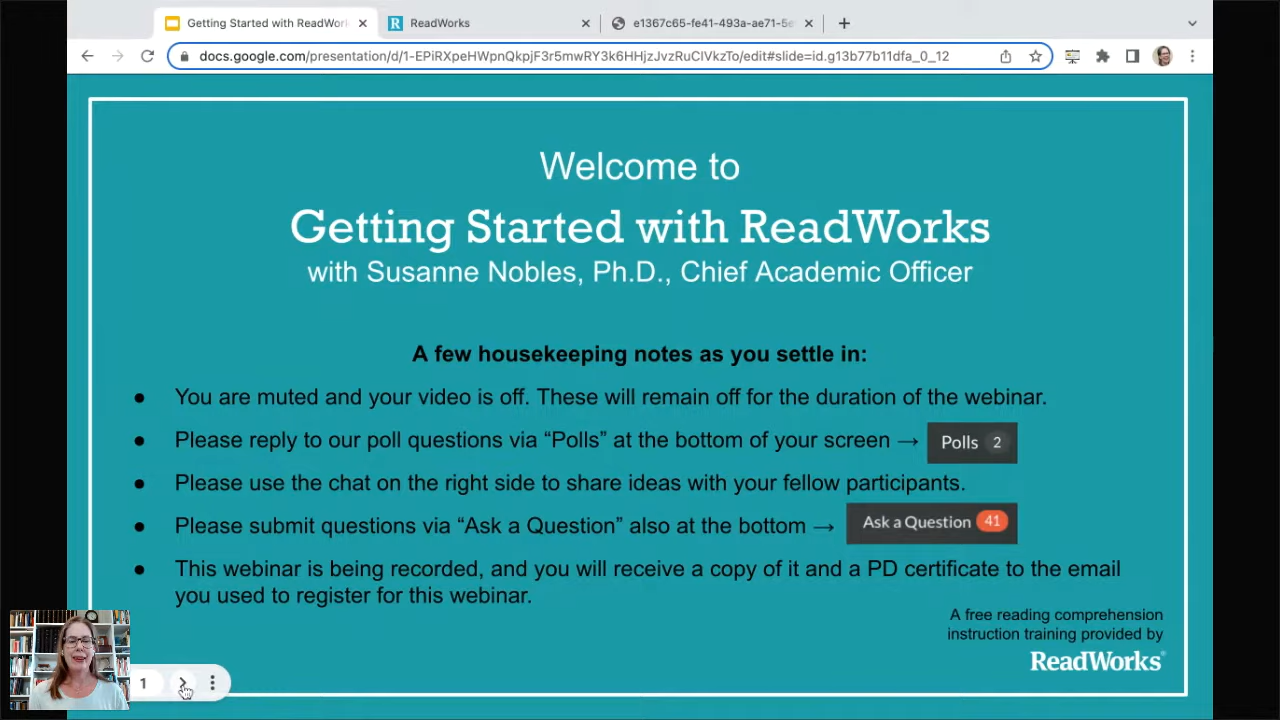 Getting Started with ReadWor
ReadWorks
e1367c65-fe41-493a-ae71-5e
docs.google.com/presentation/d/1-EPiRXpeHWpnQkpjF3r5mwRY3k6HHjzJvzRuClVkzTo/edit#slide=id.g13b77b11dfa_0_12
Welcome to
Getting Started with ReadWorks
with Susanne Nobles, Ph.D., Chief Academic Officer
A few housekeeping notes as you settle in:
● You are muted and your video is off. These will remain off for the duration of the webinar.
● Please reply to our poll questions via “Polls” at the bottom of your screen → Polls 2
● Please use the chat on the right side to share ideas with your fellow participants.
● Please submit questions via “Ask a Question” also at the bottom → Ask a Question 41
● This webinar is being recorded, and you will receive a copy of it and a PD certificate to the email
you used to register for this webinar.
A free reading comprehension
instruction training provided by
ReadWorks®
1